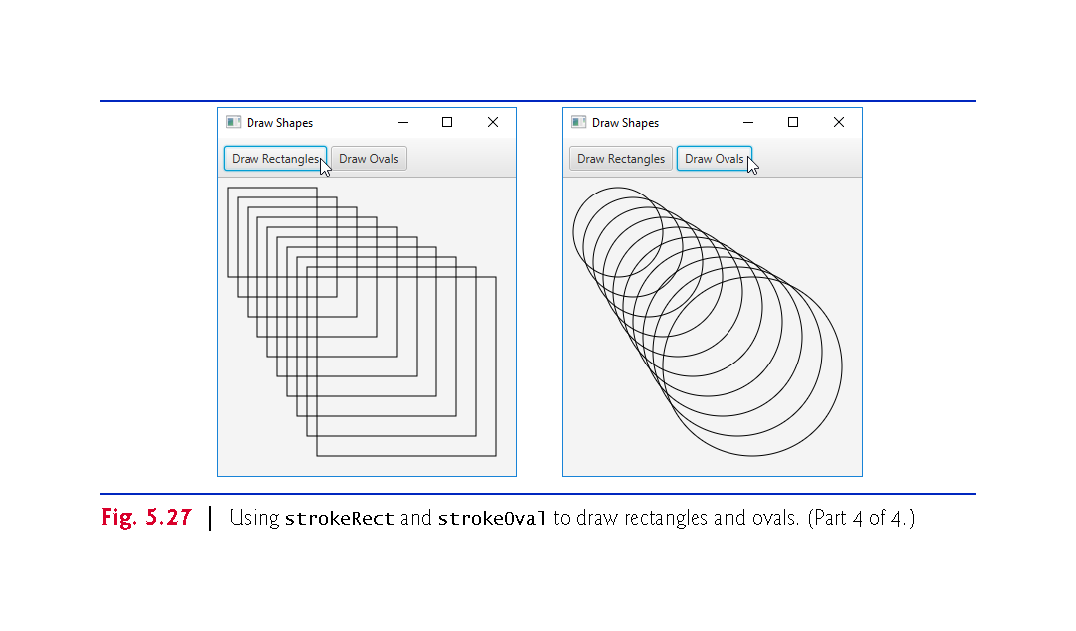 Draw Shapes
Draw Rectangles Draw Ovals
Draw Shapes
Draw Rectangles Draw Ovals
Fig. 5.27 | Using strokeRect and strokeOval to draw rectangles and ovals. (Part 4 of 4.)